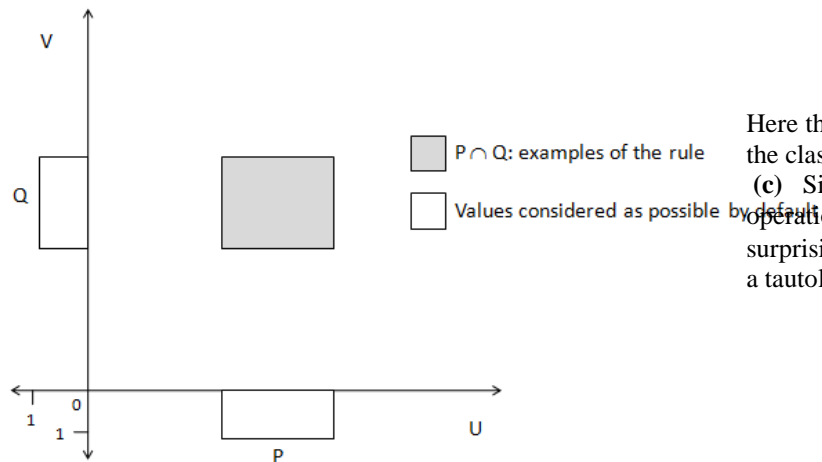 V
Q
P ∩ Q: examples of the rule
Values considered as possible by default
0
1
1
U
P
Here th
the clas
(c) Si
surprisi
a tautol